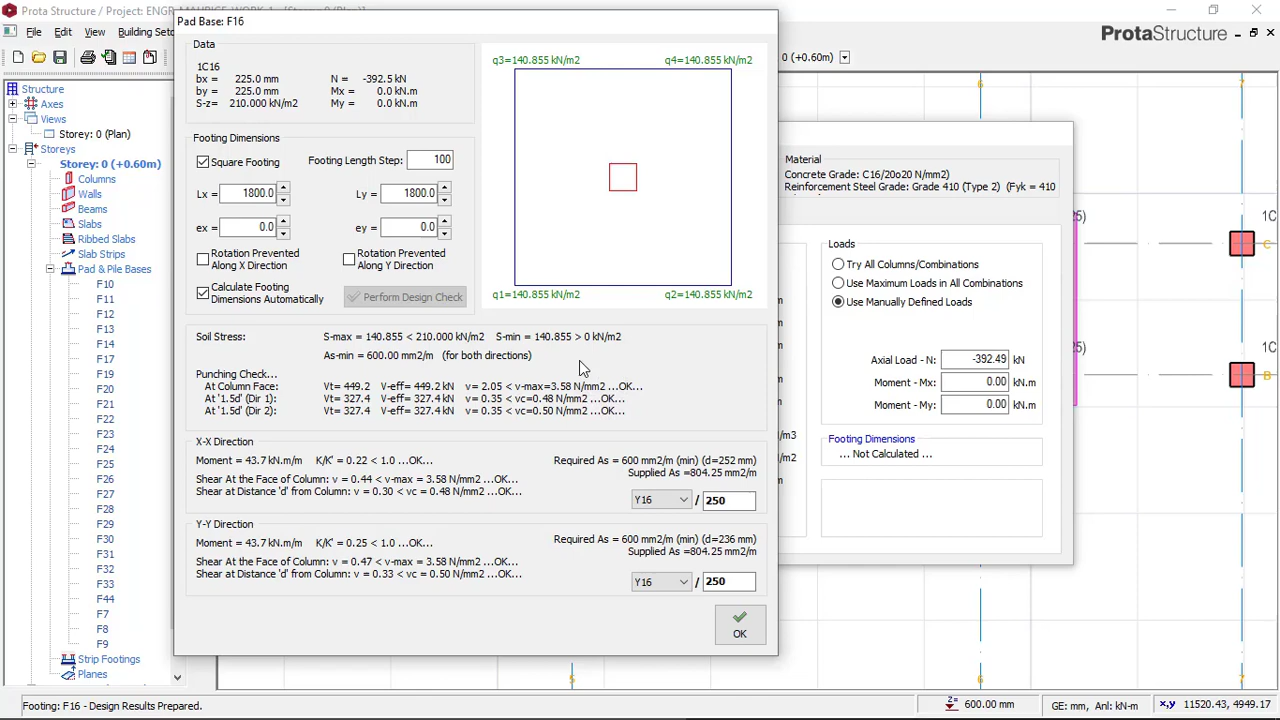 Prota Structure / Project: ENGR
File Edit View Building Set
ProtaStructure
0 (+0.60m)
Structure
Axes
Views
Storey: 0 (Plan)
Storeys
Storey: 0 (+0.60m)
Columns
Walls
Beams
Slabs
Ribbed Slabs
Slab Strips
Pad & Pile Bases
F10
F11
F12
F13
F14
F17
F19
F20
F21
F22
F23
F24
F25
F26
F27
F28
F29
F30
F31
F32
F33
F44
F7
F8
F9
Strip Footings
Planes
Pad Base: F16
Data
1C16
bx = 225.0 mm N = -392.5 kN
by = 225.0 mm Mx = 0.0 kN.m
S-z= 210.000 kN/m2 My = 0.0 kN.m
Footing Dimensions
Square Footing Footing Length Step: 100
Lx = 1800.0 Ly = 1800.0
ex = 0.0 ey = 0.0
Rotation Prevented Along X Direction
Rotation Prevented Along Y Direction
Calculate Footing Dimensions Automatically
Perform Design Check
q3=140.855 kN/m2 q4=140.855 kN/m2
q1=140.855 kN/m2 q2=140.855 kN/m2
Soil Stress: S-max = 140.855 < 210.000 kN/m2 S-min = 140.855 > 0 kN/m2
As-min = 600.00 mm2/m (for both directions)
Punching Check...
At Column Face: Vt= 449.2 V-eff= 449.2 kN v= 2.05 < v-max=3.58 N/mm2 ...OK...
At '1.5d' (Dir 1) Vt= 327.4 V-eff= 327.4 kN v= 0.35 < vc=0.48 N/mm2 ...OK...
At '1.5d' (Dir 2) Vt= 327.4 V-eff= 327.4 kN v= 0.35 < vc=0.50 N/mm2 ...OK...
X-X Direction
Moment = 43.7 kN.m/m K/K' = 0.22 < 1.0 ...OK... Required As = 600 mm2/m (min) (d=252 mm)
Supplied As =804.25 mm2/m
Shear At the Face of Column: v = 0.44 < v-max = 3.58 N/mm2 ...OK...
Shear at Distance 'd' from Column: v = 0.30 < vc = 0.48 N/mm2 ...OK...
Y16 / 250
Y-Y Direction
Moment = 43.7 kN.m/m K/K' = 0.25 < 1.0 ...OK... Required As = 600 mm2/m (min) (d=236 mm)
Supplied As =804.25 mm2/m
Shear At the Face of Column: v = 0.47 < v-max = 3.58 N/mm2 ...OK...
Shear at Distance 'd' from Column: v = 0.33 < vc = 0.50 N/mm2 ...OK...
Y16 / 250
OK
Material
Concrete Grade: C16/20o20 N/mm2)
Reinforcement Steel Grade: Grade 410 (Type 2) (Fyk = 410
Loads
Try All Columns/Combinations
Use Maximum Loads in All Combinations
Use Manually Defined Loads
Axial Load - N: -392.49 kN
Moment - Mx: 0.00 kN.m
Moment - My: 0.00 kN.m
Footing Dimensions
... Not Calculated ...
m/m3
m/m2
6
7
25)
1C
C
25)
1C
B
5
6
7
Footing: F16 - Design Results Prepared.
Z= 600.00 mm
GE: mm, Anl: kN-m
x,y 11520.43, 4949.17